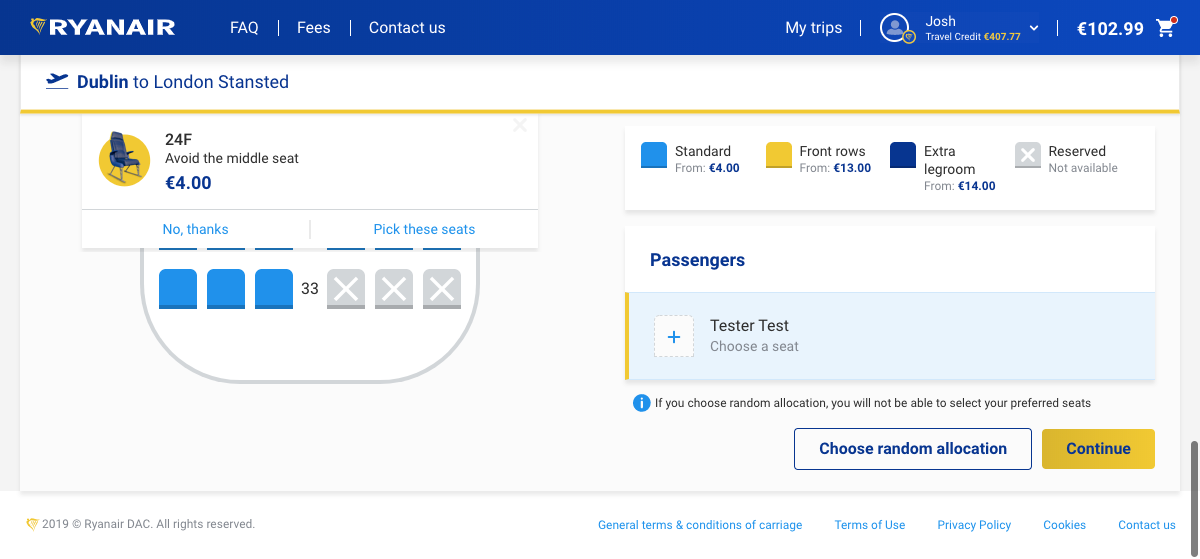 RYANAIR
FAQ
Fees
Contact us
My trips
Josh
Travel Credit €407.77
€102.99
Dublin to London Stansted
24F
Avoid the middle seat
€4.00
No, thanks
Pick these seats
33
Standard
From: €4.00
Front rows
From: €13.00
Extra
legroom
From: €14.00
Reserved
Not available
Passengers
Tester Test
Choose a seat
If you choose random allocation, you will not be able to select your preferred seats
Choose random allocation
Continue
2019 © Ryanair DAC. All rights reserved.
General terms & conditions of carriage
Terms of Use
Privacy Policy
Cookies
Contact us